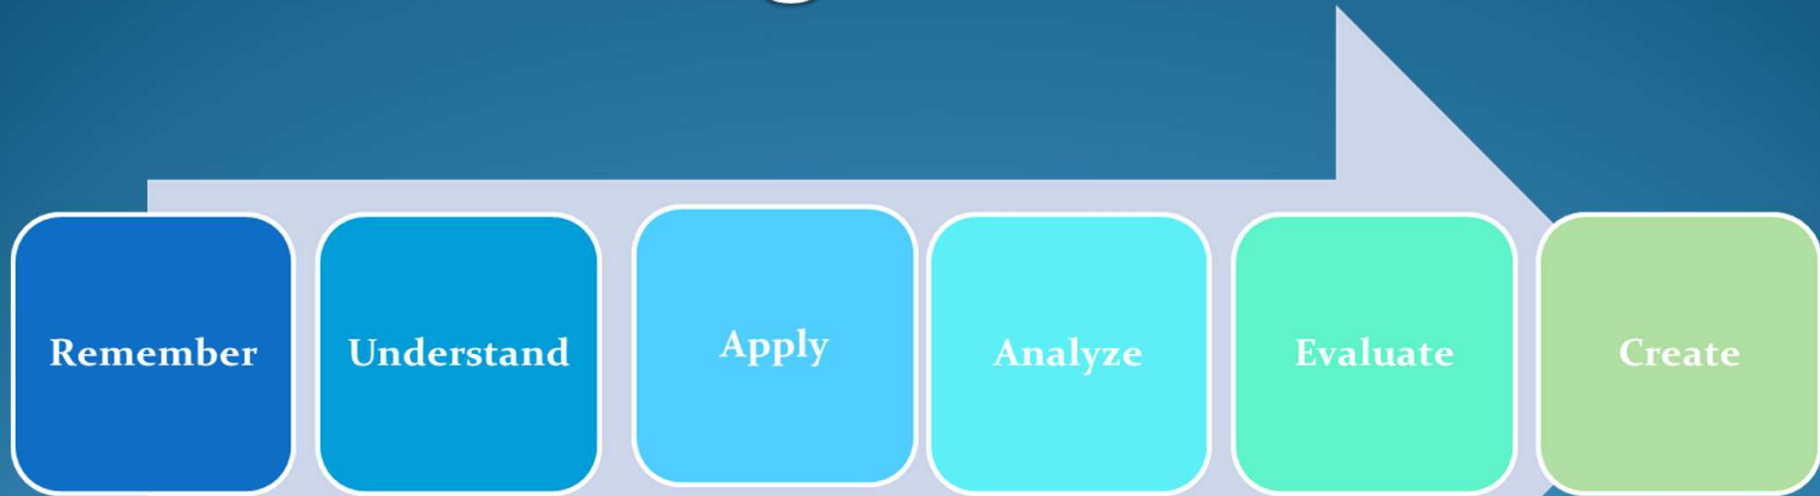 Remember
Understand
Apply
Analyze
Evaluate
Create